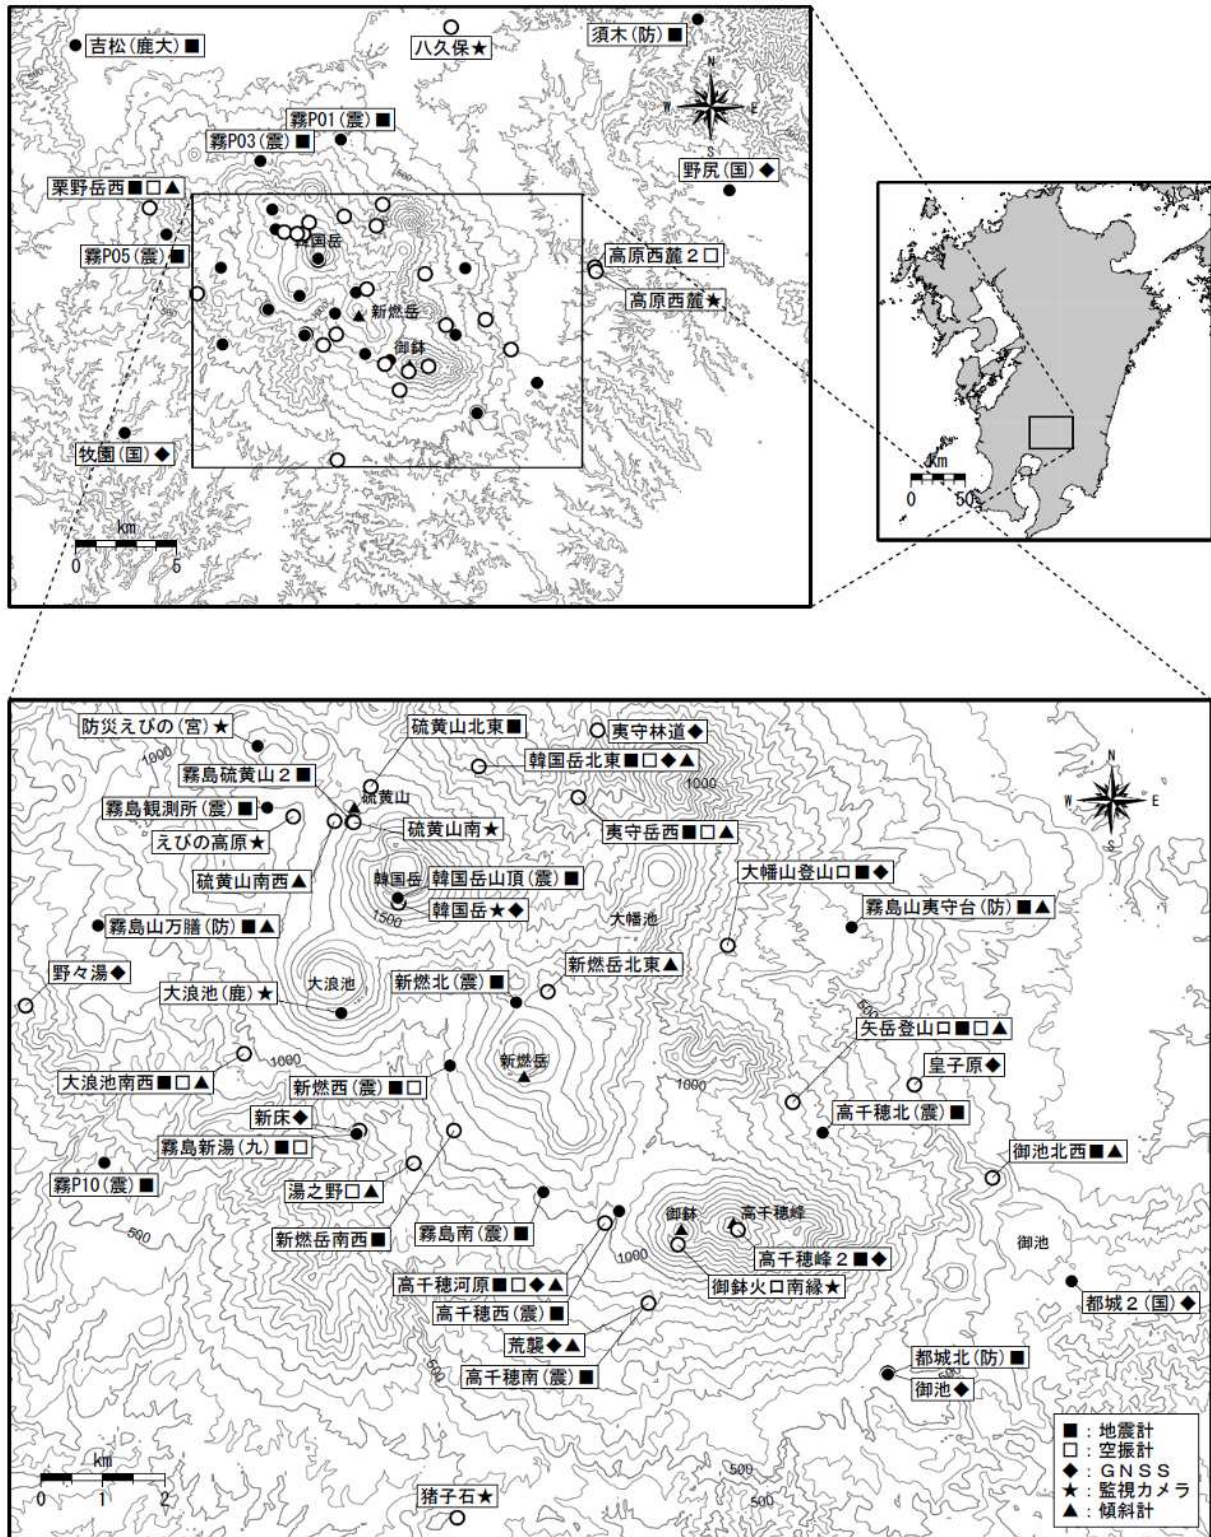 吉松(鹿大)■
八久保★
須木(防)■
N
W
E
S
霧P01(震)■
霧P03(震)■
野尻(国)◆
栗野岳西■□▲
霧P05(震)■
韓国岳
高原西麓2□
高原西麓★
新燃岳
御鉢
牧園(国)◆
km
0 5
km
0 50
防災えびの(宮)★
硫黄山北東■
夷守林道◆
1000
韓国岳北東■□◆▲
霧島硫黄山2■
硫黄山
1000
N
W
E
S
霧島観測所(震)■
硫黄山南★
夷守岳西■□▲
えびの高原★
硫黄山南西▲
韓国岳
韓国岳山頂(震)■
大幡山登山口■◆
韓国岳★◆
1500
大幡池
霧島山夷守台(防)■▲
霧島山万膳(防)■▲
野々湯◆
大浪池
新燃岳北東▲
新燃北(震)■
大浪池(鹿)★
500
矢岳登山口■□▲
1000
新燃岳
皇子原◆
大浪池南西■□▲
新燃西(震)■□
1000
高千穂北(震)■
新床◆
霧島新湯(九)■□
御池北西■▲
霧P10(震)■
湯之野□▲
500
新燃岳南西■
霧島南(震)■
御鉢
高千穂峰
御池
1000
高千穂峰2■◆
高千穂河原■□◆▲
御鉢火口南縁★
高千穂西(震)■
都城2(国)◆
荒襲◆▲
高千穂南(震)■
500
都城北(防)■
500
御池◆
■:地震計
□:空振計
◆:GNSS
★:監視カメラ
▲:傾斜計
km
0 1 2
500
500
猪子石★